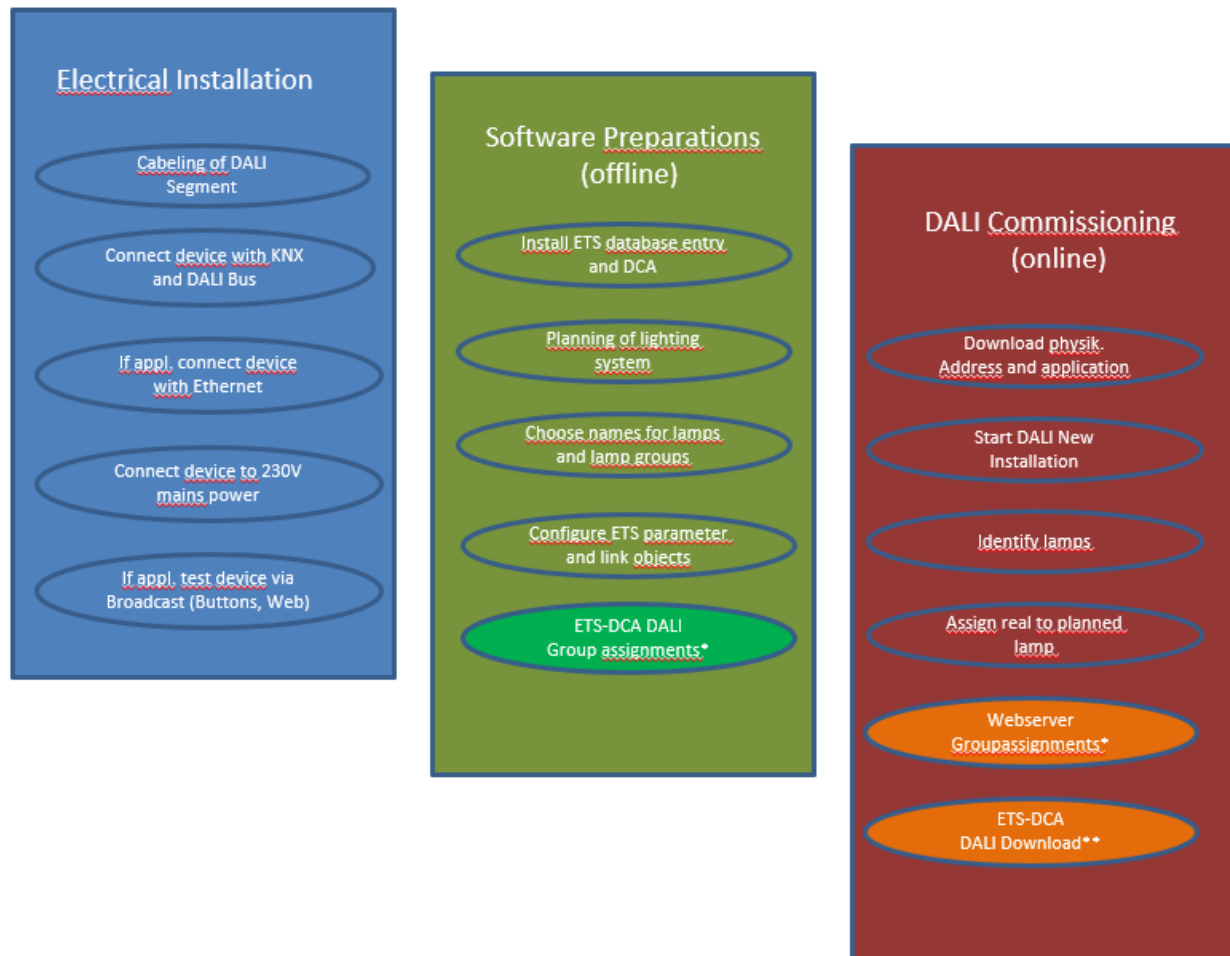 Electrical Installation
Cabeling of DALI
Segment
Connect device with KNX
and DALI Bus
If appl. connect device
with Ethernet
Connect device to 230V
mains power
If appl. test device via
Broadcast (Buttons, Web)
Software Preparations
(offline)
Install ETS database entry
and DCA
Planning of lighting
system
Choose names for lamps
and lamp groups
Configure ETS parameter
and link objects
ETS-DCA DALI
Group assignments*
DALI Commissioning
(online)
Download physik.
Address and application
Start DALI New
Installation
Identify lamps
Assign real to planned
lamp
Webserver
Groupassignments*
ETS-DCA
DALI Download**